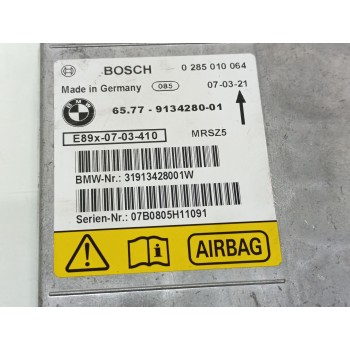 BOSCH 0 285 010 064
Made in Germany 085 07-03-21
BMW
65.77 - 9134280-01
E89x-07-03-410 MRSZ5
BMW-Nr.: 31913428001W
Serien-Nr.: 07B0805H11091
AIRBAG